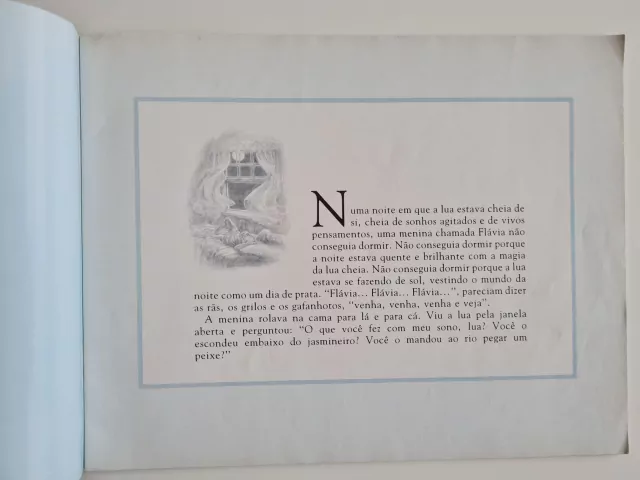 Numa noite em que a lua estava cheia de
si, cheia de sonhos agitados e de vivos
pensamentos, uma menina chamada Flávia não
conseguia dormir. Não conseguia dormir porque
a noite estava quente e brilhante com a magia
da lua cheia. Não conseguia dormir porque a lua
estava se fazendo de sol, vestindo o mundo da
noite como um dia de prata. “Flávia... Flávia... Flávia...”, pareciam dizer
as rãs, os grilos e os gafanhotos, “venha, venha, venha e veja”.
A menina rolava na cama para lá e para cá. Viu a lua pela janela
aberta e perguntou: “O que você fez com meu sono, lua? Você o
escondeu embaixo do jasmineiro? Você o mandou ao rio pegar um
peixe?”